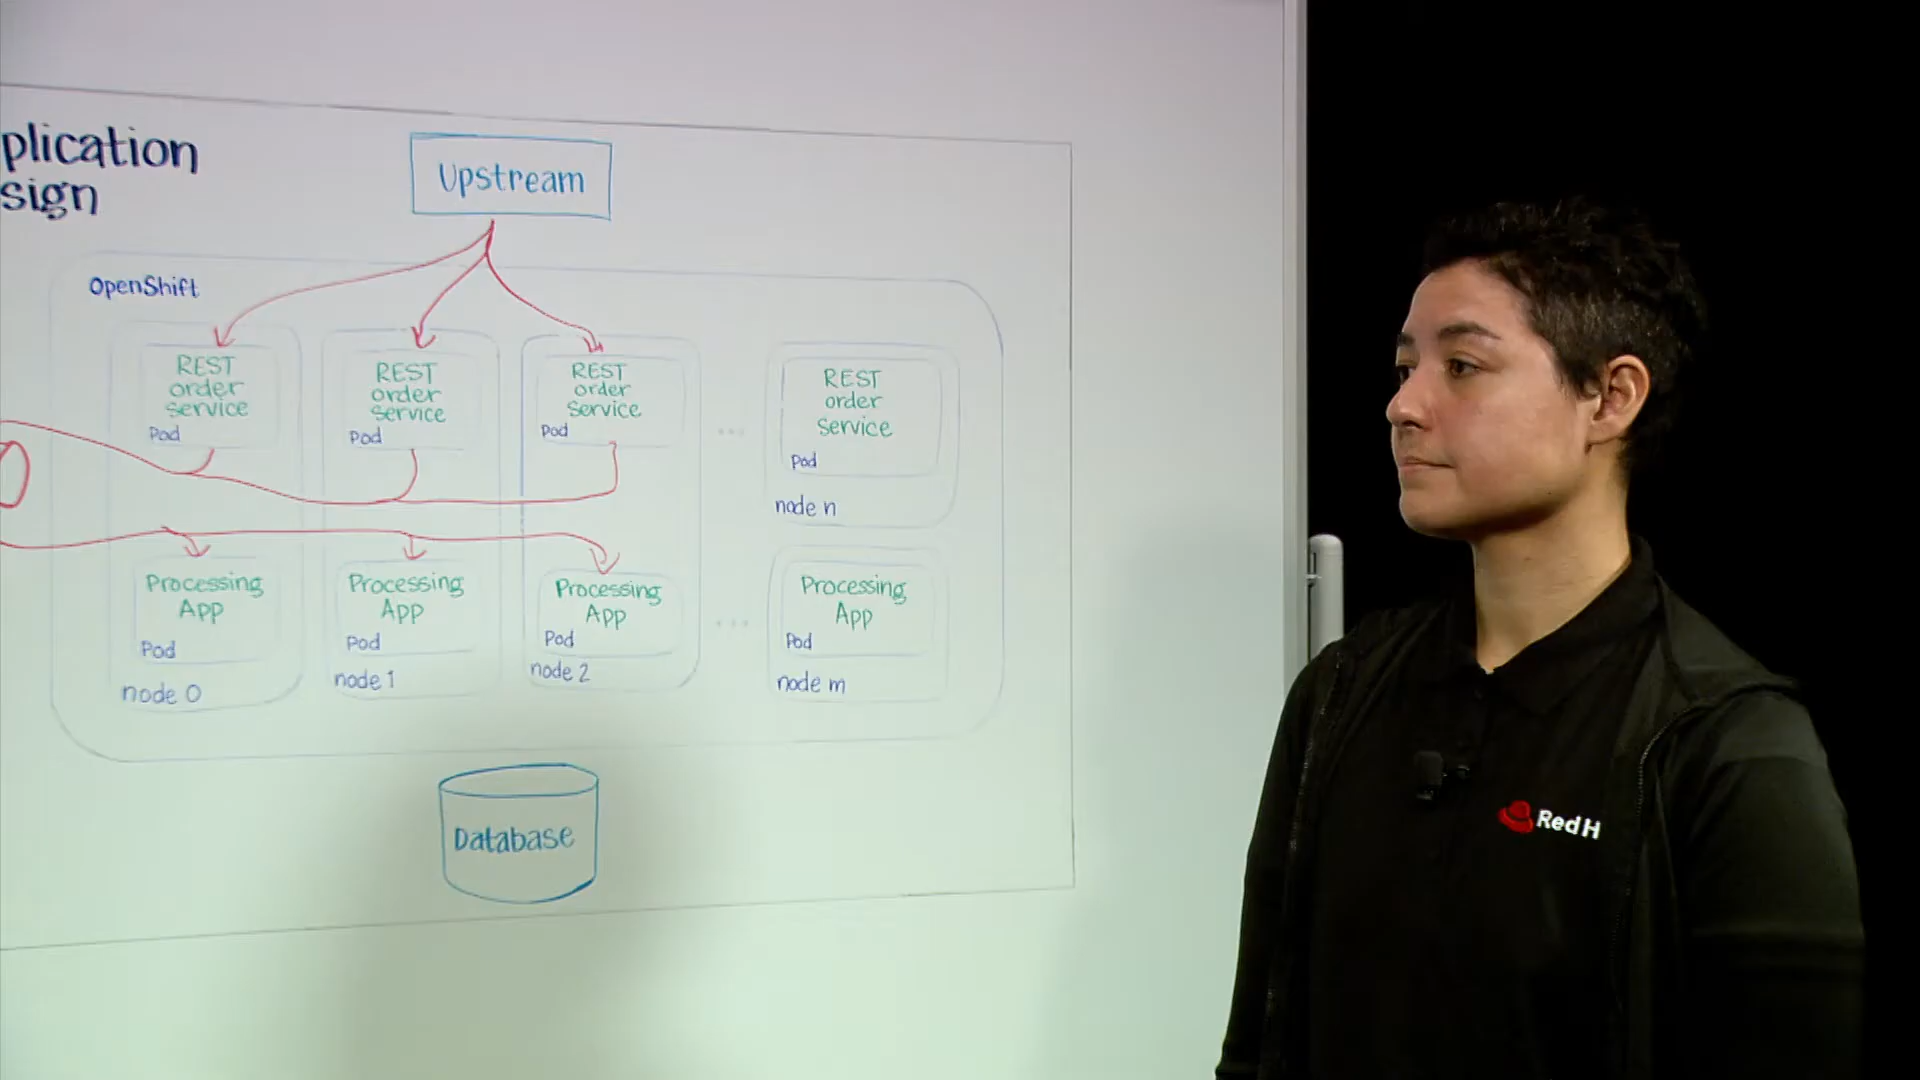 plication
sign
Upstream
OpenShift
REST
order
service
Pod
REST
order
service
Pod
REST
order
service
Pod
REST
order
service
Pod
node n
Processing
App
Pod
node 0
Processing
App
Pod
node 1
Processing
App
Pod
node 2
Processing
App
Pod
node m
Database
Red H